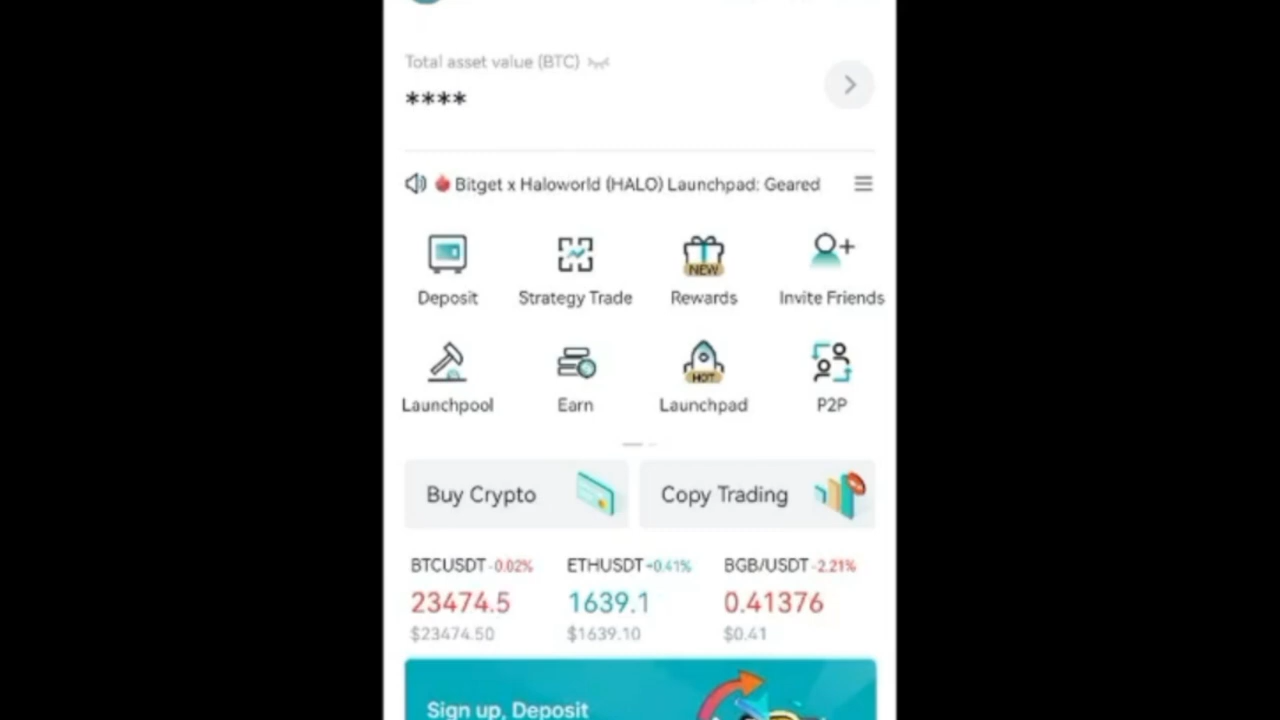 Total asset value (BTC)
****
Bitget x Haloworld (HALO) Launchpad: Geared
Deposit Strategy Trade Rewards Invite Friends
NEW
Launchpool Earn Launchpad P2P
HOT
Buy Crypto Copy Trading
BTCUSDT -0.02% ETHUSDT +0.41% BGB/USDT -2.21%
23474.5 1639.1 0.41376
$23474.50 $1639.10 $0.41
Sign up, Deposit